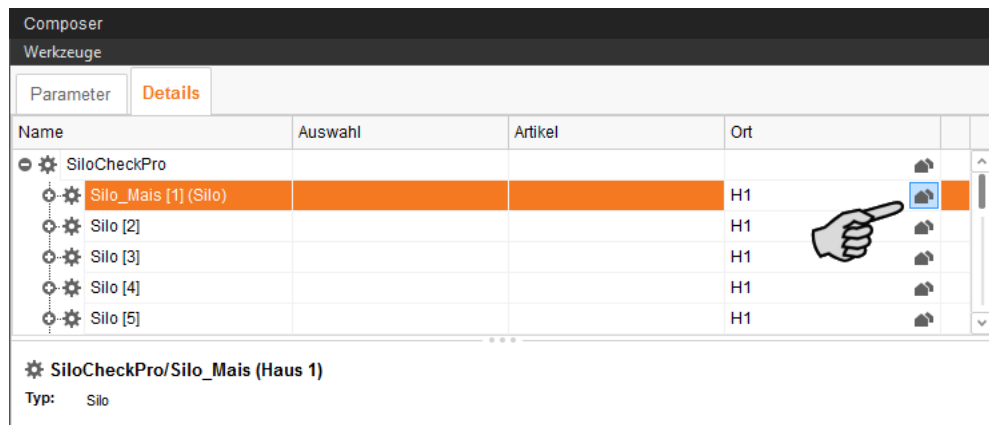 Composer
Werkzeuge
Parameter Details
Name Auswahl Artikel Ort
SiloCheckPro
Silo_Mais [1] (Silo) H1
Silo [2] H1
Silo [3] H1
Silo [4] H1
Silo [5] H1
SiloCheckPro/Silo_Mais (Haus 1)
Typ: Silo